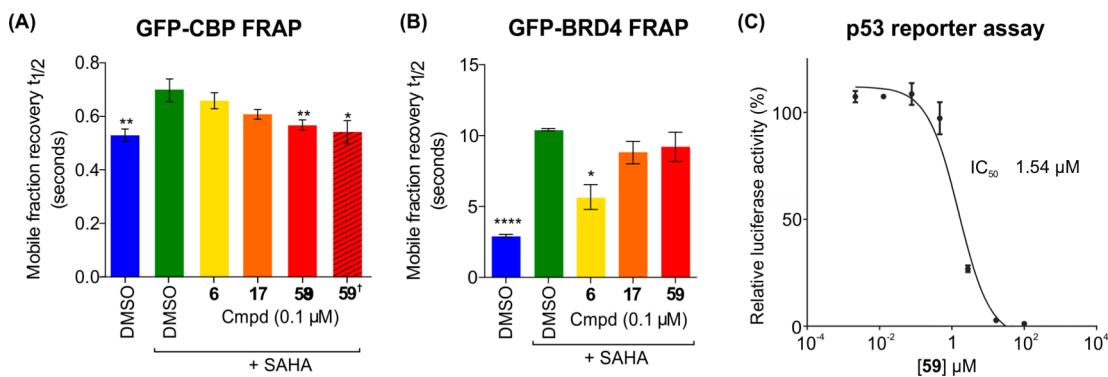 (A)
GFP-CBP FRAP
Mobile fraction recovery t1/2
(seconds)
0.8
0.6
0.4
0.2
0.0
**
**
*
DMSO
DMSO
6
17
59
59†
Cmpd (0.1 µM)
+ SAHA
(B)
GFP-BRD4 FRAP
Mobile fraction recovery t1/2
(seconds)
15
10
5
0
****
*
DMSO
DMSO
6
17
59
Cmpd (0.1 µM)
+ SAHA
(C)
p53 reporter assay
Relative luciferase activity (%)
100
50
0
IC50 1.54 µM
10-4
10-2
1
102
104
[59] µM